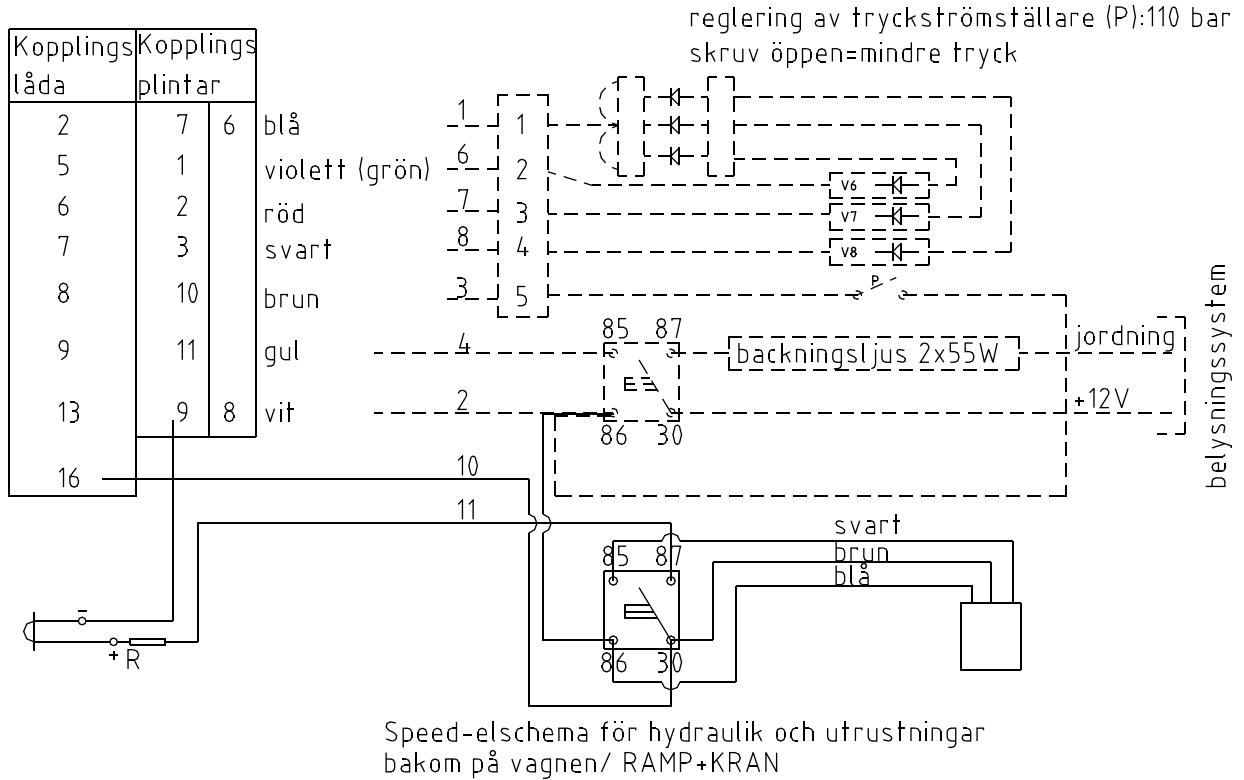 reglering av tryckströmställare (P):110 bar
skruv öppen=mindre tryck
Kopplings Kopplings
låda plintar
2 7 6 blå 1 1
5 1 violett (grön) 6 2 V6
6 2 röd 7 3 V7
7 3 svart 8 4 V8
P
8 10 brun 3 5
85 87 jordning
9 11 gul 4 backningsljus 2x55W
13 9 8 vit 2 +12V
86 30
belysningssystem
16 10
11 svart
85 87 brun
blå
-
+ R
86 30
Speed-elschema för hydraulik och utrustningar
bakom på vagnen/ RAMP+KRAN